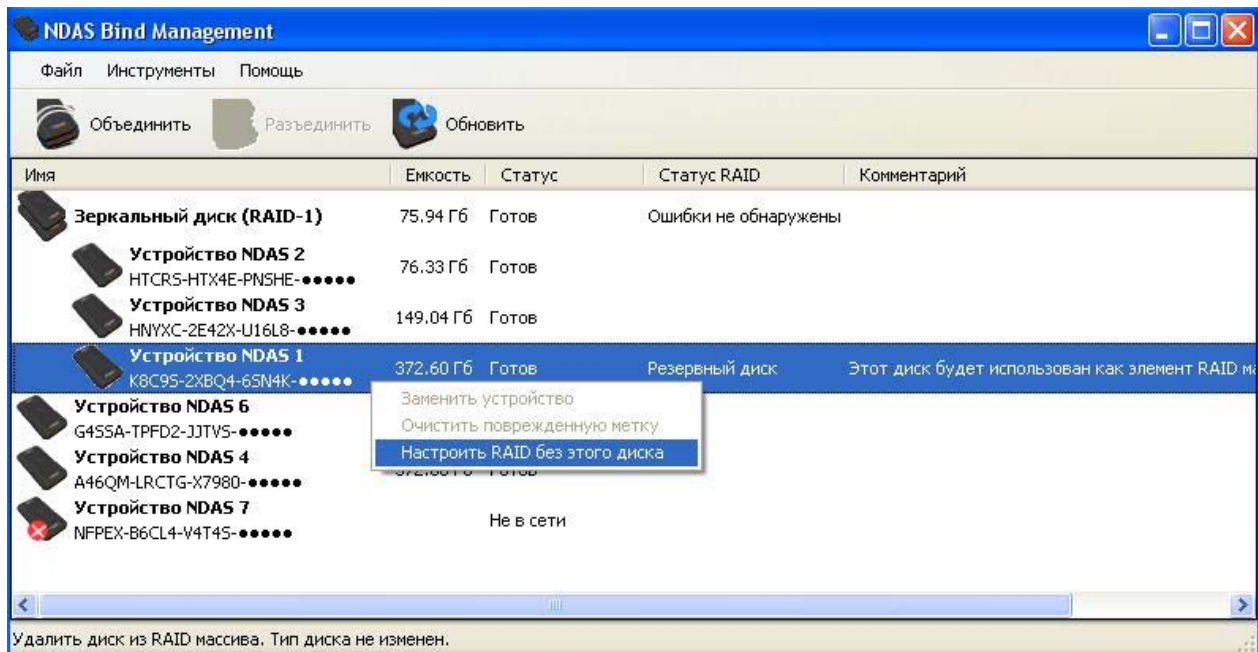 NDAS Bind Management
Файл Инструменты Помощь
Объединить Разъединить Обновить
Имя Емкость Статус Статус RAID Комментарий
Зеркальный диск (RAID-1) 75.94 Гб Готов Ошибки не обнаружены
Устройство NDAS 2
HTCRS-HTX4E-PNSHE-●●●●● 76.33 Гб Готов
Устройство NDAS 3
HNYXC-2E42X-U16L8-●●●●● 149.04 Гб Готов
Устройство NDAS 1
K8C9S-2XBQ4-6SN4K-●●●●● 372.60 Гб Готов Резервный диск Этот диск будет использован как элемент RAID
Заменить устройство
Устройство NDAS 6
G4SSA-TPFD2-JJTVS-●●●●● Очистить поврежденную метку
Устройство NDAS 4 Настроить RAID без этого диска
A46QM-LRCTG-X7980-●●●●●
Устройство NDAS 7
NFPEX-B6CL4-V4T4S-●●●●● Не в сети
Удалить диск из RAID массива. Тип диска не изменен.